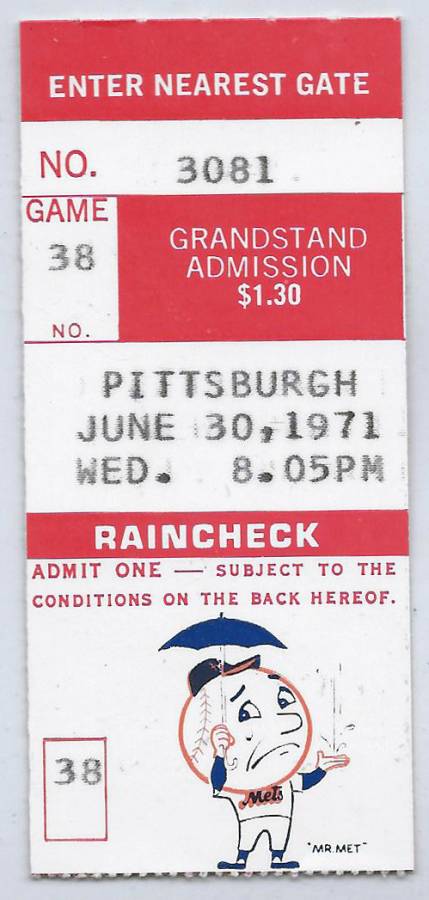 ENTER NEAREST GATE
NO. 3081
GAME
38
NO.
GRANDSTAND
ADMISSION
$1.30
PITTSBURGH
JUNE 30,1971
WED. 8.05PM
RAINCHECK
ADMIT ONE — SUBJECT TO THE
CONDITIONS ON THE BACK HEREOF.
38
Mets
"MR. MET"